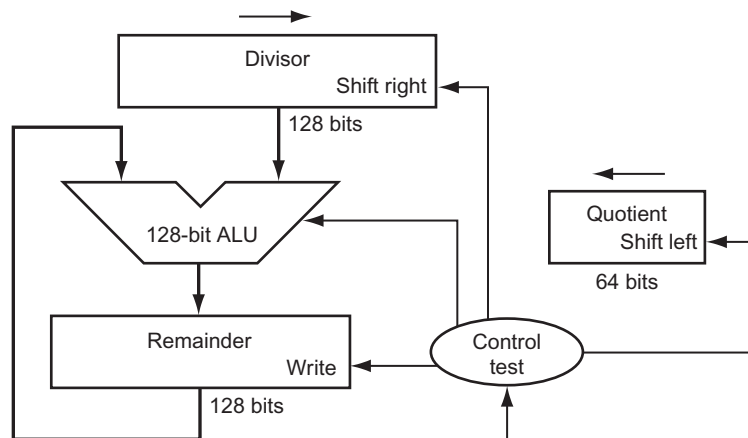 Divisor
Shift right
128 bits
128-bit ALU
Quotient
Shift left
64 bits
Remainder
Write
Control
test
128 bits